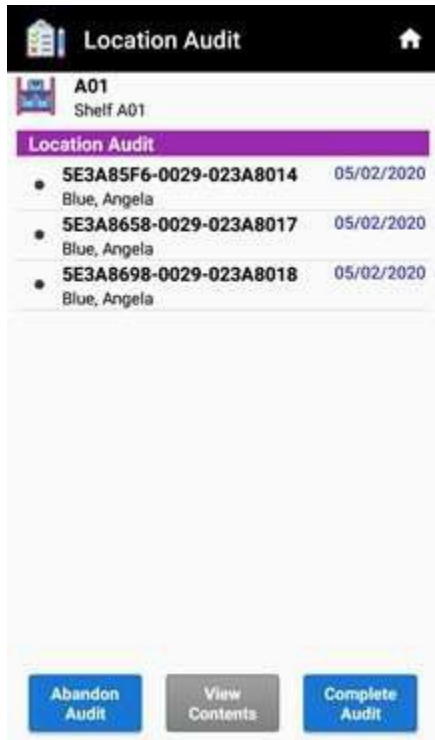 Location Audit
A01
Shelf A01
Location Audit
5E3A85F6-0029-023A8014 05/02/2020
Blue, Angela
5E3A8658-0029-023A8017 05/02/2020
Blue, Angela
5E3A8698-0029-023A8018 05/02/2020
Blue, Angela
Abandon
Audit
View
Contents
Complete
Audit